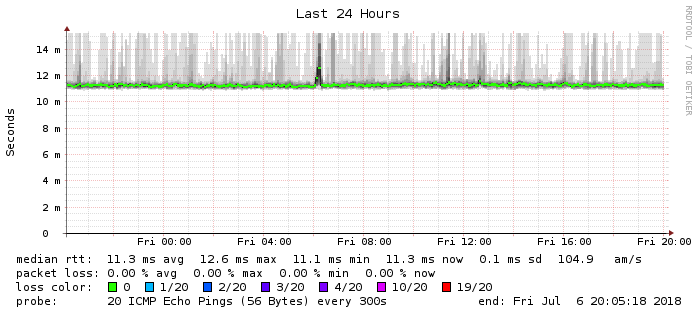 Last 24 Hours
RRDTOOL / TOBI OETIKER
Seconds
14 m
12 m
10 m
8 m
6 m
4 m
2 m
0
Fri 00:00 Fri 04:00 Fri 08:00 Fri 12:00 Fri 16:00 Fri 20:00
median rtt: 11.3 ms avg 12.6 ms max 11.1 ms min 11.3 ms now 0.1 ms sd 104.9 am/s
packet loss: 0.00 % avg 0.00 % max 0.00 % min 0.00 % now
loss color: 0 1/20 2/20 3/20 4/20 10/20 19/20
probe: 20 ICMP Echo Pings (56 Bytes) every 300s end: Fri Jul 6 20:05:18 2018